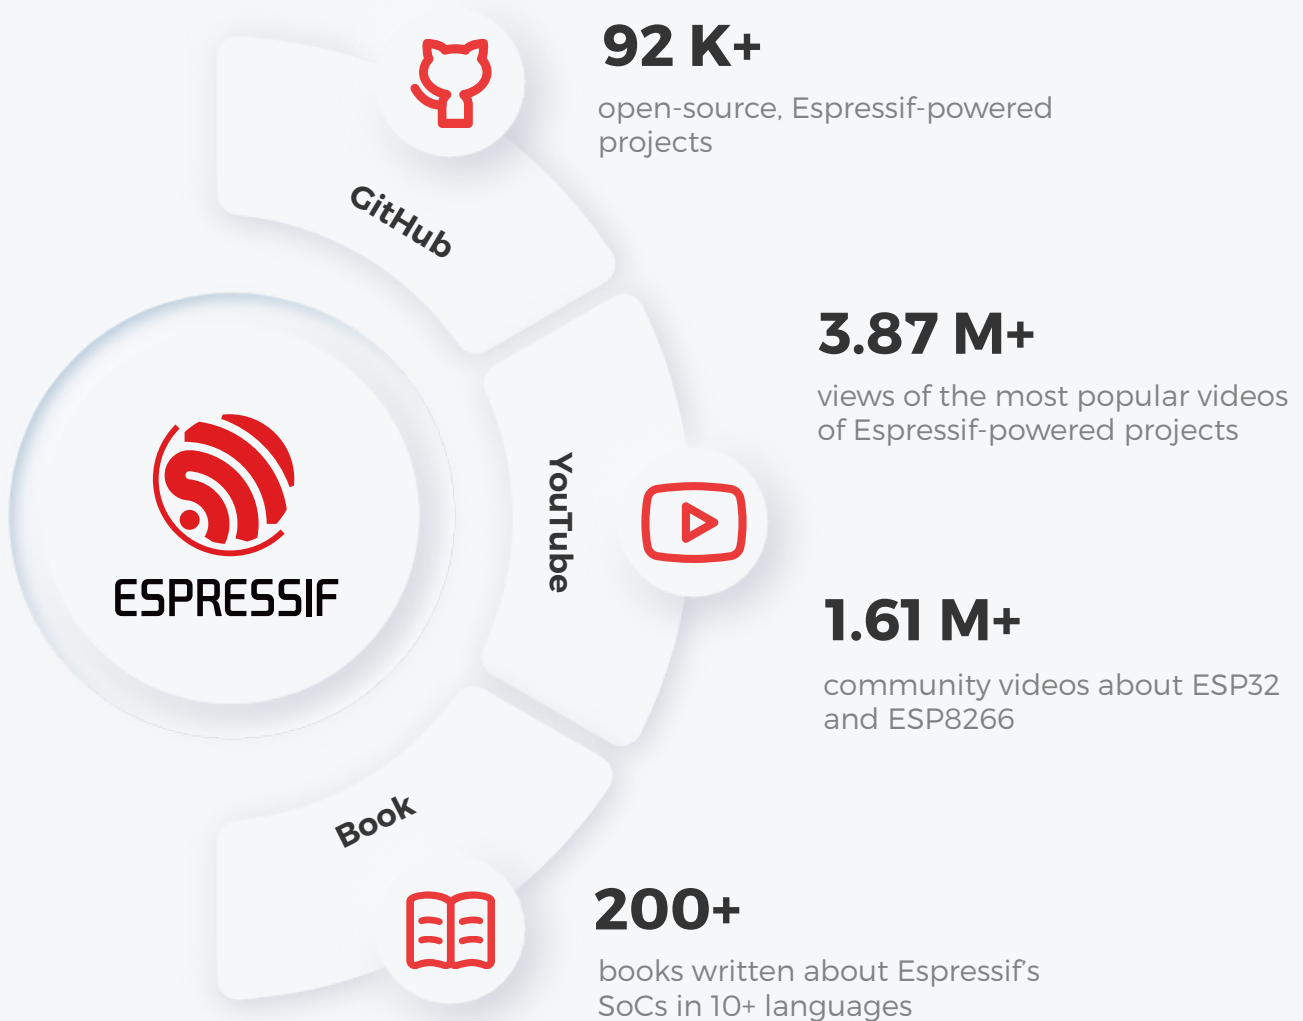 92 K+
open-source, Espressif-powered
projects
GitHub
3.87 M+
views of the most popular videos
of Espressif-powered projects
YouTube
ESPRESSIF
1.61 M+
community videos about ESP32
and ESP8266
Book
200+
books written about Espressif's
SoCs in 10+ languages